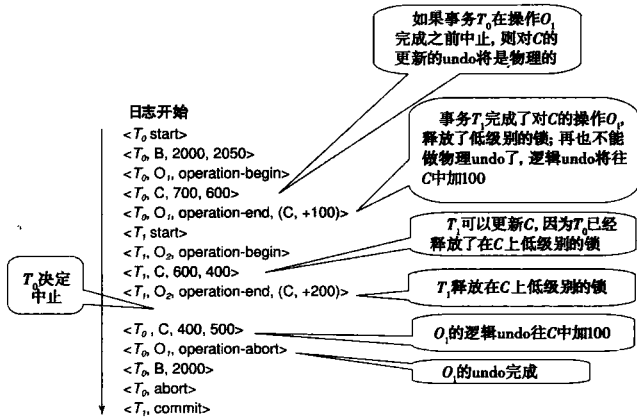 如果事务T₀在操作O₁
完成之前中止, 则对C的
更新的undo将是物理的
日志开始
<T₀ start>
<T₀, B, 2000, 2050>
<T₀, O₁, operation-begin>
<T₀, C, 700, 600>
<T₀, O₁, operation-end, (C, +100)>
<T₁ start>
<T₁, O₂, operation-begin>
<T₁, C, 600, 400>
<T₁, O₂, operation-end, (C, +200)>
<T₀, C, 400, 500>
<T₀, O₁, operation-abort>
<T₀, B, 2000>
<T₀, abort>
<T₁, commit>
事务T₁完成了对C的操作O₁,
释放了低级别的锁; 再也不能
做物理undo了, 逻辑undo将往
C中加100
T₁可以更新C, 因为T₀已经
释放了在C上低级别的锁
T₀决定
中止
T₁释放在C上低级别的锁
O₁的逻辑undo往C中加100
O₁的undo完成